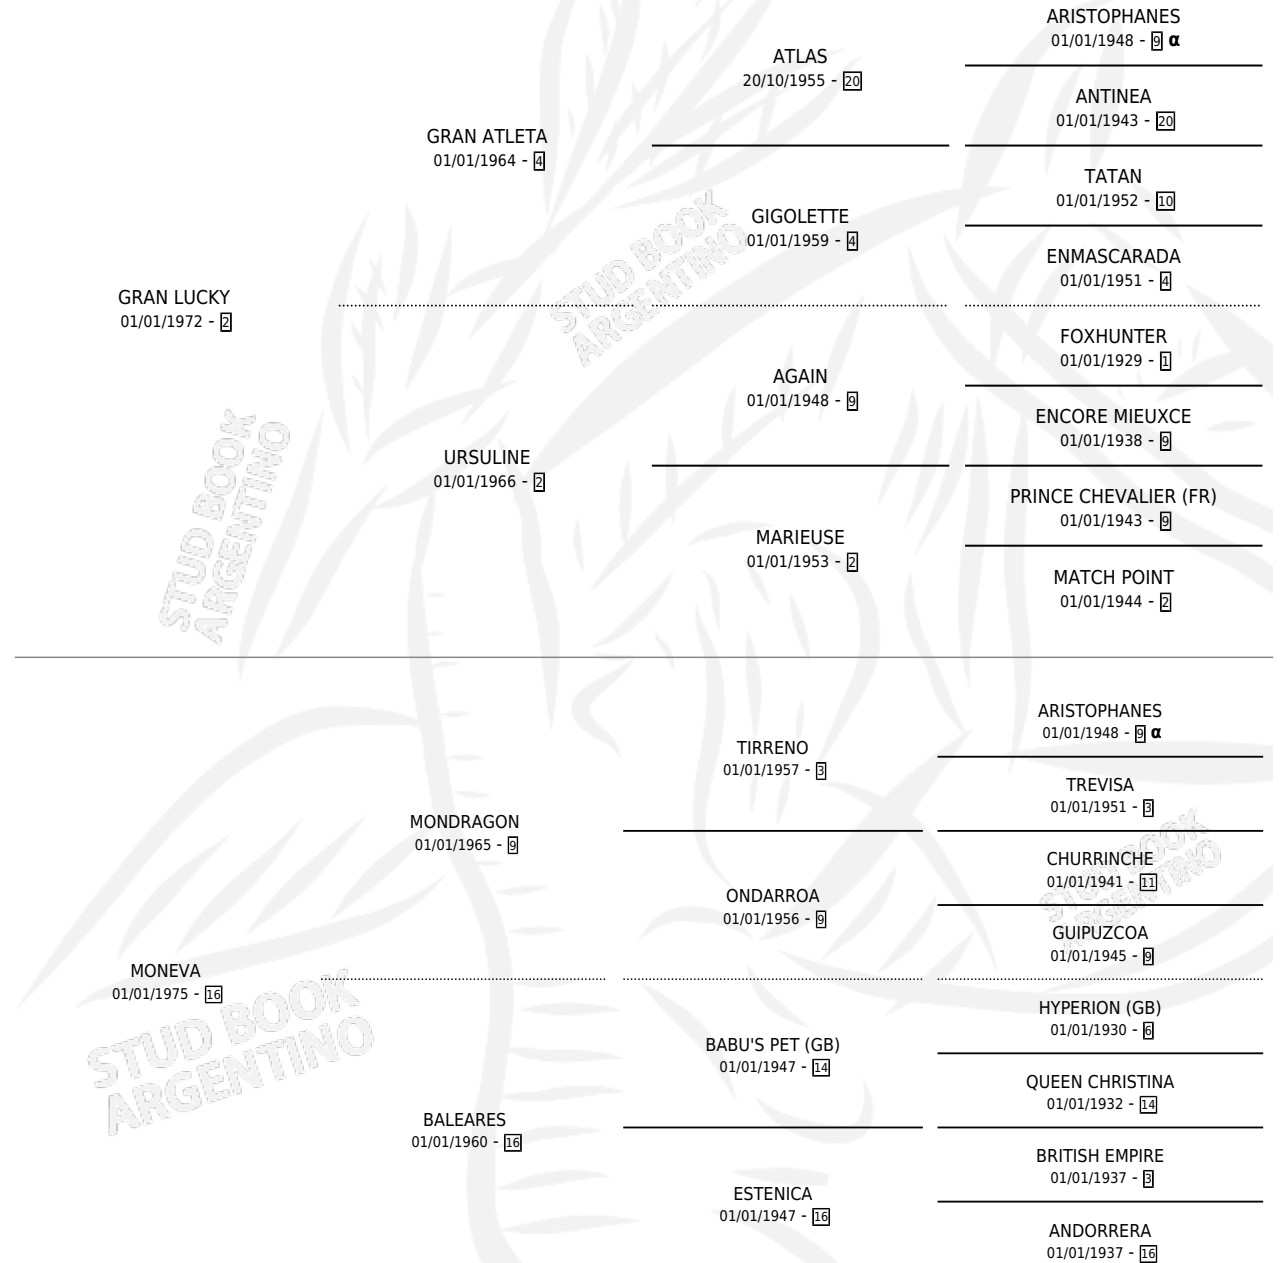 ARISTOPHANES
01/01/1948 - 9 α
ATLAS
20/10/1955 - 20
ANTINEA
01/01/1943 - 20
GRAN ATLETA
01/01/1964 - 4
TATAN
01/01/1952 - 10
GIGOLETTE
01/01/1959 - 4
ENMASCARADA
01/01/1951 - 4
GRAN LUCKY
01/01/1972 - 2
FOXHUNTER
01/01/1929 - 1
AGAIN
01/01/1948 - 9
ENCORE MIEUXCE
01/01/1938 - 9
URSULINE
01/01/1966 - 2
PRINCE CHEVALIER (FR)
01/01/1943 - 9
MARIEUSE
01/01/1953 - 2
MATCH POINT
01/01/1944 - 2
STUD BOOK
ARGENTINO
STUD BOOK
ARGENTINO
ARISTOPHANES
01/01/1948 - 9 α
TIRRENO
01/01/1957 - 3
TREVISA
01/01/1951 - 3
MONDRAGON
01/01/1965 - 9
CHURRINCHE
01/01/1941 - 11
ONDARROA
01/01/1956 - 9
GUIPUZCOA
01/01/1945 - 9
MONEVA
01/01/1975 - 16
HYPERION (GB)
01/01/1930 - 6
BABU'S PET (GB)
01/01/1947 - 14
QUEEN CHRISTINA
01/01/1932 - 14
BALEARES
01/01/1960 - 16
BRITISH EMPIRE
01/01/1937 - 3
ESTENICA
01/01/1947 - 16
ANDORRERA
01/01/1937 - 16
STUD BOOK
ARGENTINO
STUD BOOK
ARGENTINO